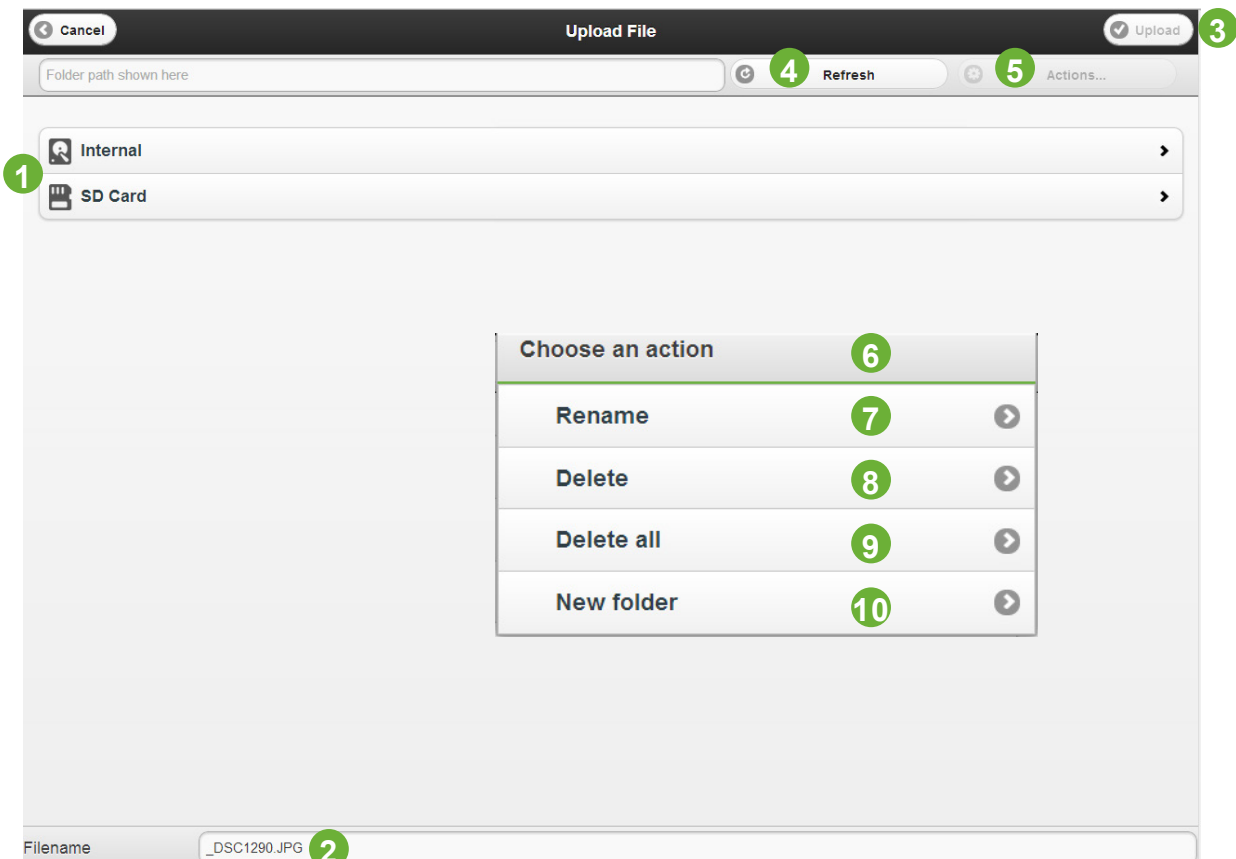 Cancel Upload File Upload 3
Folder path shown here 4 Refresh 5 Actions...
Internal
1
SD Card
Choose an action 6
Rename 7
Delete 8
Delete all 9
New folder 10
Filename _DSC1290.JPG 2